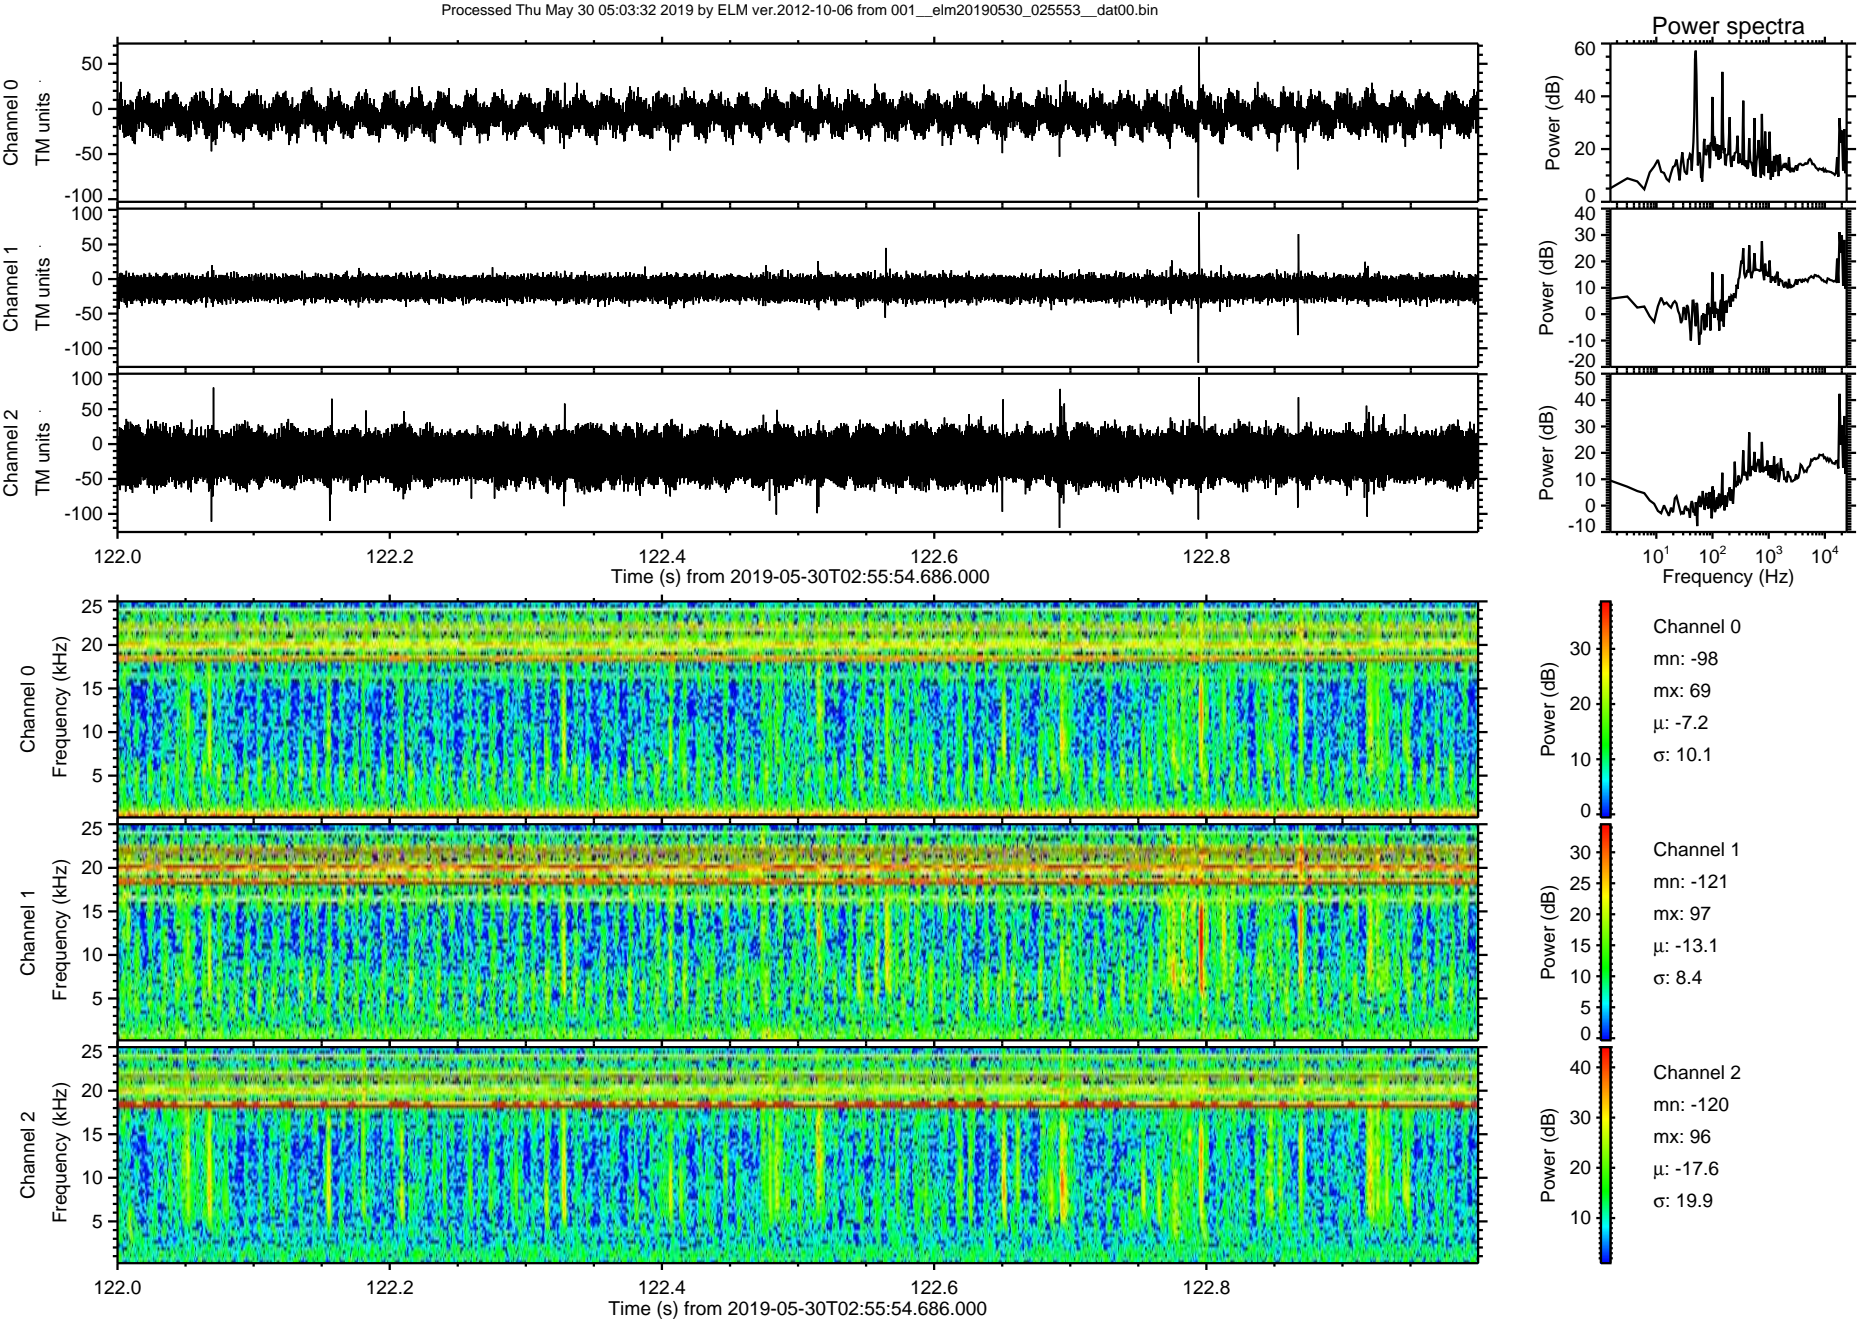 Processed Thu May 30 05:03:32 2019 by ELM ver.2012-10-06 from 001__elm20190530_025553__dat00.bin
Power spectra
Channel 0
TM units
50
0
-50
-100
Power (dB)
60
40
20
0
Channel 1
TM units
100
50
0
-50
-100
Power (dB)
40
30
20
10
0
-10
-20
Channel 2
TM units
100
50
0
-50
-100
Power (dB)
50
40
30
20
10
0
-10
122.0 122.2 122.4 122.6 122.8
Time (s) from 2019-05-30T02:55:54.686.000
10¹ 10² 10³ 10⁴
Frequency (Hz)
Channel 0
Frequency (kHz)
25
20
15
10
5
Power (dB)
30
20
10
0
Channel 0
mn: -98
mx: 69
µ: -7.2
σ: 10.1
Channel 1
Frequency (kHz)
25
20
15
10
5
Power (dB)
30
25
20
15
10
5
0
Channel 1
mn: -121
mx: 97
µ: -13.1
σ: 8.4
Channel 2
Frequency (kHz)
25
20
15
10
5
Power (dB)
40
30
20
10
Channel 2
mn: -120
mx: 96
µ: -17.6
σ: 19.9
122.0 122.2 122.4 122.6 122.8
Time (s) from 2019-05-30T02:55:54.686.000